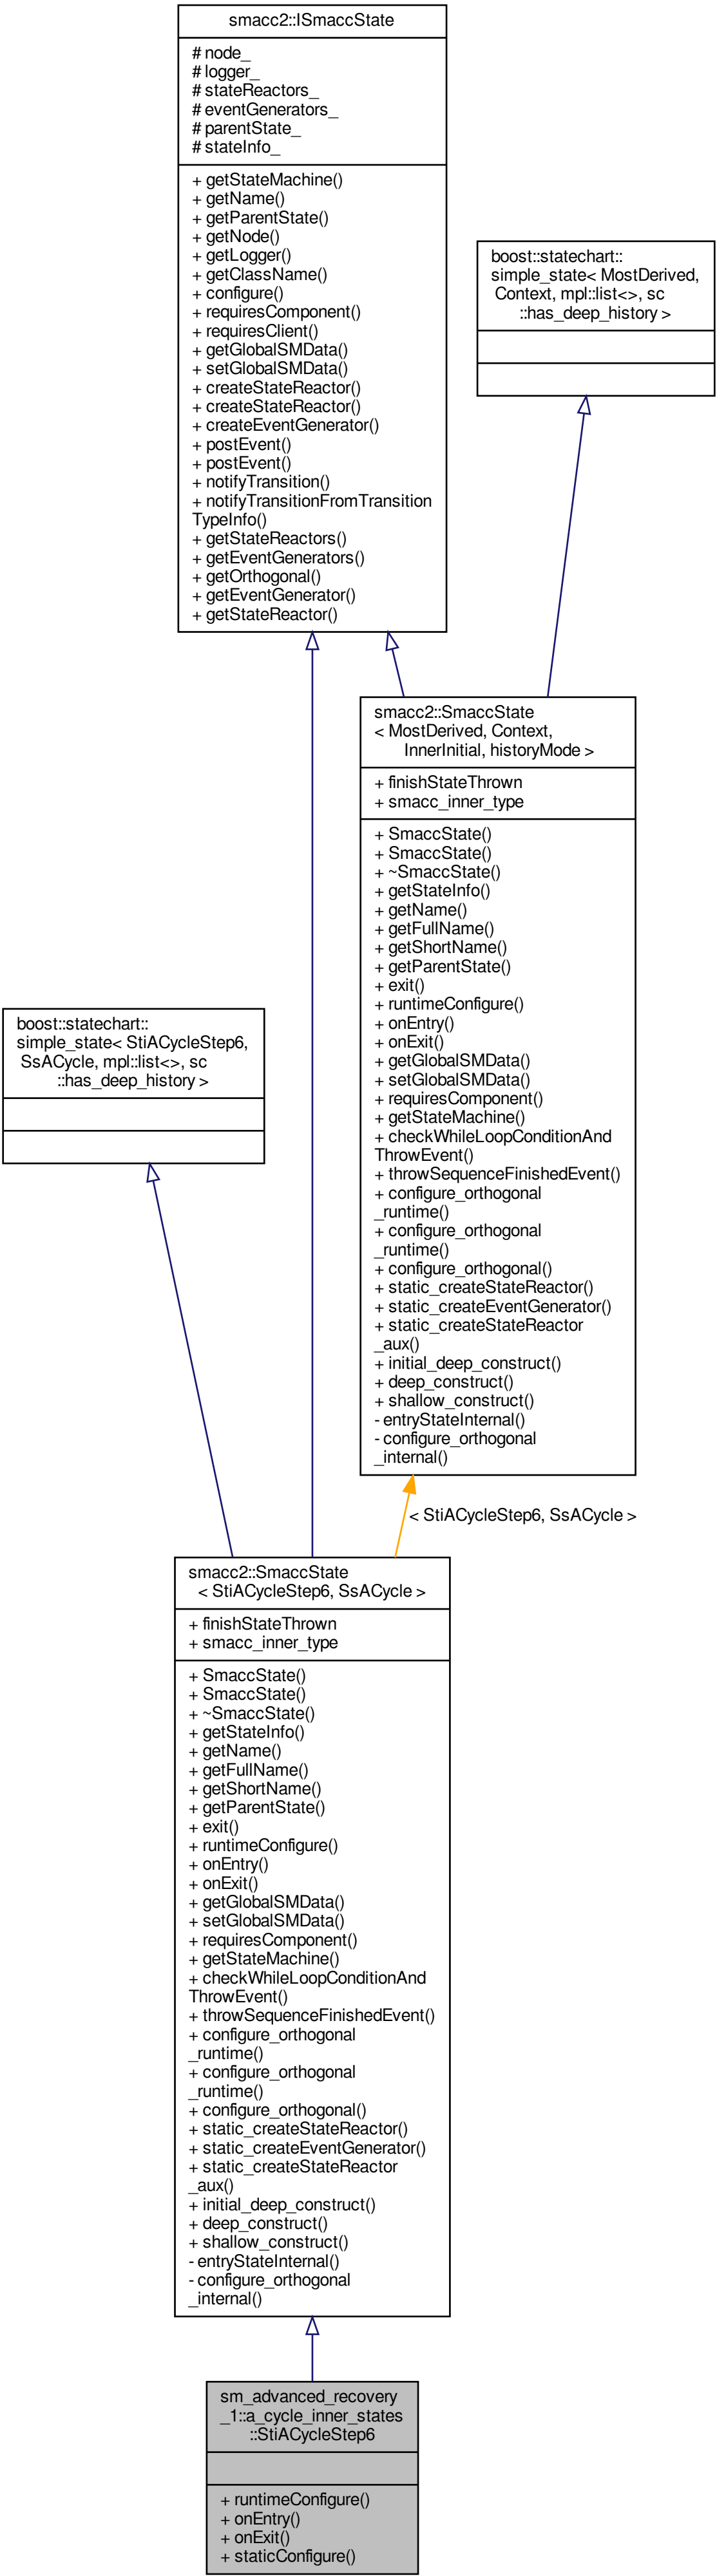 smacc2::ISmaccState
# node_
# logger_
# stateReactors_
# eventGenerators_
# parentState_
# stateInfo_
+ getStateMachine()
+ getName()
+ getParentState()
+ getNode()
+ getLogger()
+ getClassName()
+ configure()
+ requiresComponent()
+ requiresClient()
+ getGlobalSMData()
+ setGlobalSMData()
+ createStateReactor()
+ createStateReactor()
+ createEventGenerator()
+ postEvent()
+ postEvent()
+ notifyTransition()
+ notifyTransitionFromTransition
TypeInfo()
+ getStateReactors()
+ getEventGenerators()
+ getOrthogonal()
+ getEventGenerator()
+ getStateReactor()
boost::statechart::
simple_state< MostDerived,
Context, mpl::list<>, sc
::has_deep_history >
smacc2::SmaccState
< MostDerived, Context,
InnerInitial, historyMode >
+ finishStateThrown
+ smacc_inner_type
+ SmaccState()
+ SmaccState()
+ ~SmaccState()
+ getStateInfo()
+ getName()
+ getFullName()
+ getShortName()
+ getParentState()
+ exit()
+ runtimeConfigure()
+ onEntry()
+ onExit()
+ getGlobalSMData()
+ setGlobalSMData()
+ requiresComponent()
+ getStateMachine()
+ checkWhileLoopConditionAnd
ThrowEvent()
+ throwSequenceFinishedEvent()
+ configure_orthogonal
_runtime()
+ configure_orthogonal
_runtime()
+ configure_orthogonal()
+ static_createStateReactor()
+ static_createEventGenerator()
+ static_createStateReactor
_aux()
+ initial_deep_construct()
+ deep_construct()
+ shallow_construct()
- entryStateInternal()
- configure_orthogonal
_internal()
boost::statechart::
simple_state< StiACycleStep6,
SsACycle, mpl::list<>, sc
::has_deep_history >
< StiACycleStep6, SsACycle >
smacc2::SmaccState
< StiACycleStep6, SsACycle >
+ finishStateThrown
+ smacc_inner_type
+ SmaccState()
+ SmaccState()
+ ~SmaccState()
+ getStateInfo()
+ getName()
+ getFullName()
+ getShortName()
+ getParentState()
+ exit()
+ runtimeConfigure()
+ onEntry()
+ onExit()
+ getGlobalSMData()
+ setGlobalSMData()
+ requiresComponent()
+ getStateMachine()
+ checkWhileLoopConditionAnd
ThrowEvent()
+ throwSequenceFinishedEvent()
+ configure_orthogonal
_runtime()
+ configure_orthogonal
_runtime()
+ configure_orthogonal()
+ static_createStateReactor()
+ static_createEventGenerator()
+ static_createStateReactor
_aux()
+ initial_deep_construct()
+ deep_construct()
+ shallow_construct()
- entryStateInternal()
- configure_orthogonal
_internal()
sm_advanced_recovery
_1::a_cycle_inner_states
::StiACycleStep6
+ runtimeConfigure()
+ onEntry()
+ onExit()
+ staticConfigure()